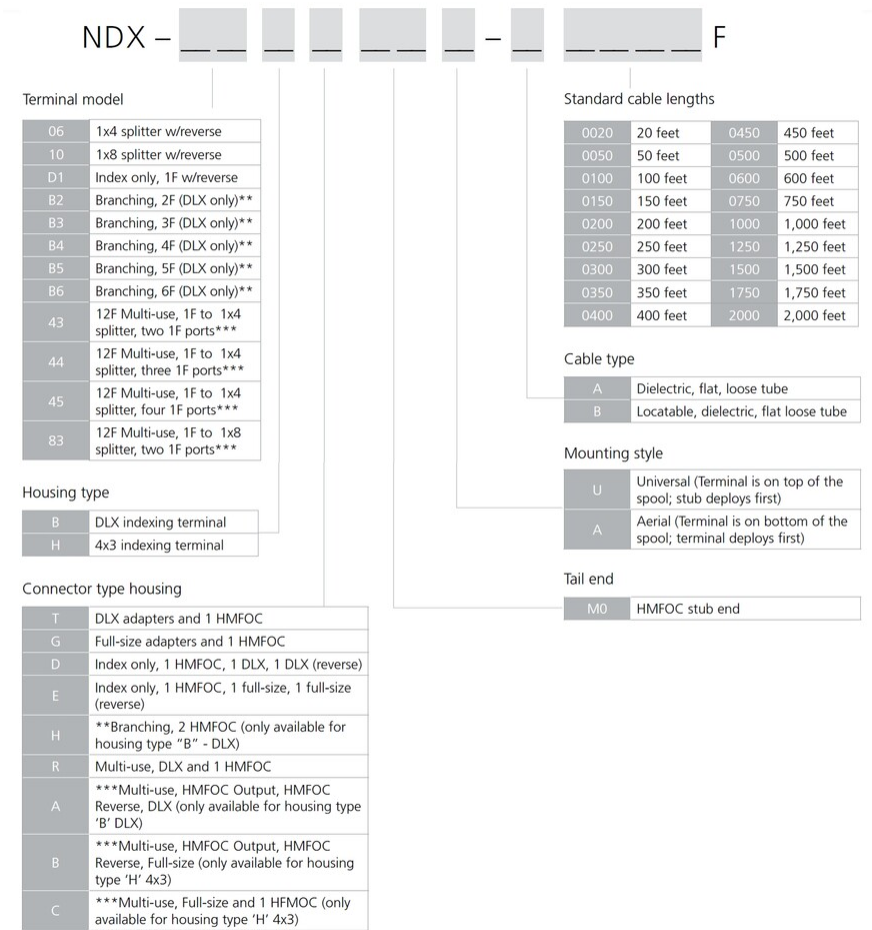 NDX – __ __ __ __ __ __ __ – __ __ __ __ __ F
Terminal model
06 1x4 splitter w/reverse
10 1x8 splitter w/reverse
D1 Index only, 1F w/reverse
B2 Branching, 2F (DLX only)**
B3 Branching, 3F (DLX only)**
B4 Branching, 4F (DLX only)**
B5 Branching, 5F (DLX only)**
B6 Branching, 6F (DLX only)**
43 12F Multi-use, 1F to 1x4
splitter, two 1F ports***
44 12F Multi-use, 1F to 1x4
splitter, three 1F ports***
45 12F Multi-use, 1F to 1x4
splitter, four 1F ports***
83 12F Multi-use, 1F to 1x8
splitter, two 1F ports***
Housing type
B DLX indexing terminal
H 4x3 indexing terminal
Connector type housing
T DLX adapters and 1 HMFOC
G Full-size adapters and 1 HMFOC
D Index only, 1 HMFOC, 1 DLX, 1 DLX (reverse)
E Index only, 1 HMFOC, 1 full-size, 1 full-size
(reverse)
H **Branching, 2 HMFOC (only available for
housing type “B” - DLX)
R Multi-use, DLX and 1 HMFOC
A ***Multi-use, HMFOC Output, HMFOC
Reverse, DLX (only available for housing type
‘B’ DLX)
B ***Multi-use, HMFOC Output, HMFOC
Reverse, Full-size (only available for housing
type ‘H’ 4x3)
C ***Multi-use, Full-size and 1 HFMOC (only
available for housing type ‘H’ 4x3)
Standard cable lengths
0020 20 feet 0450 450 feet
0050 50 feet 0500 500 feet
0100 100 feet 0600 600 feet
0150 150 feet 0750 750 feet
0200 200 feet 1000 1,000 feet
0250 250 feet 1250 1,250 feet
0300 300 feet 1500 1,500 feet
0350 350 feet 1750 1,750 feet
0400 400 feet 2000 2,000 feet
Cable type
A Dielectric, flat, loose tube
B Locatable, dielectric, flat loose tube
Mounting style
U Universal (Terminal is on top of the
spool; stub deploys first)
A Aerial (Terminal is on bottom of the
spool; terminal deploys first)
Tail end
M0 HMFOC stub end